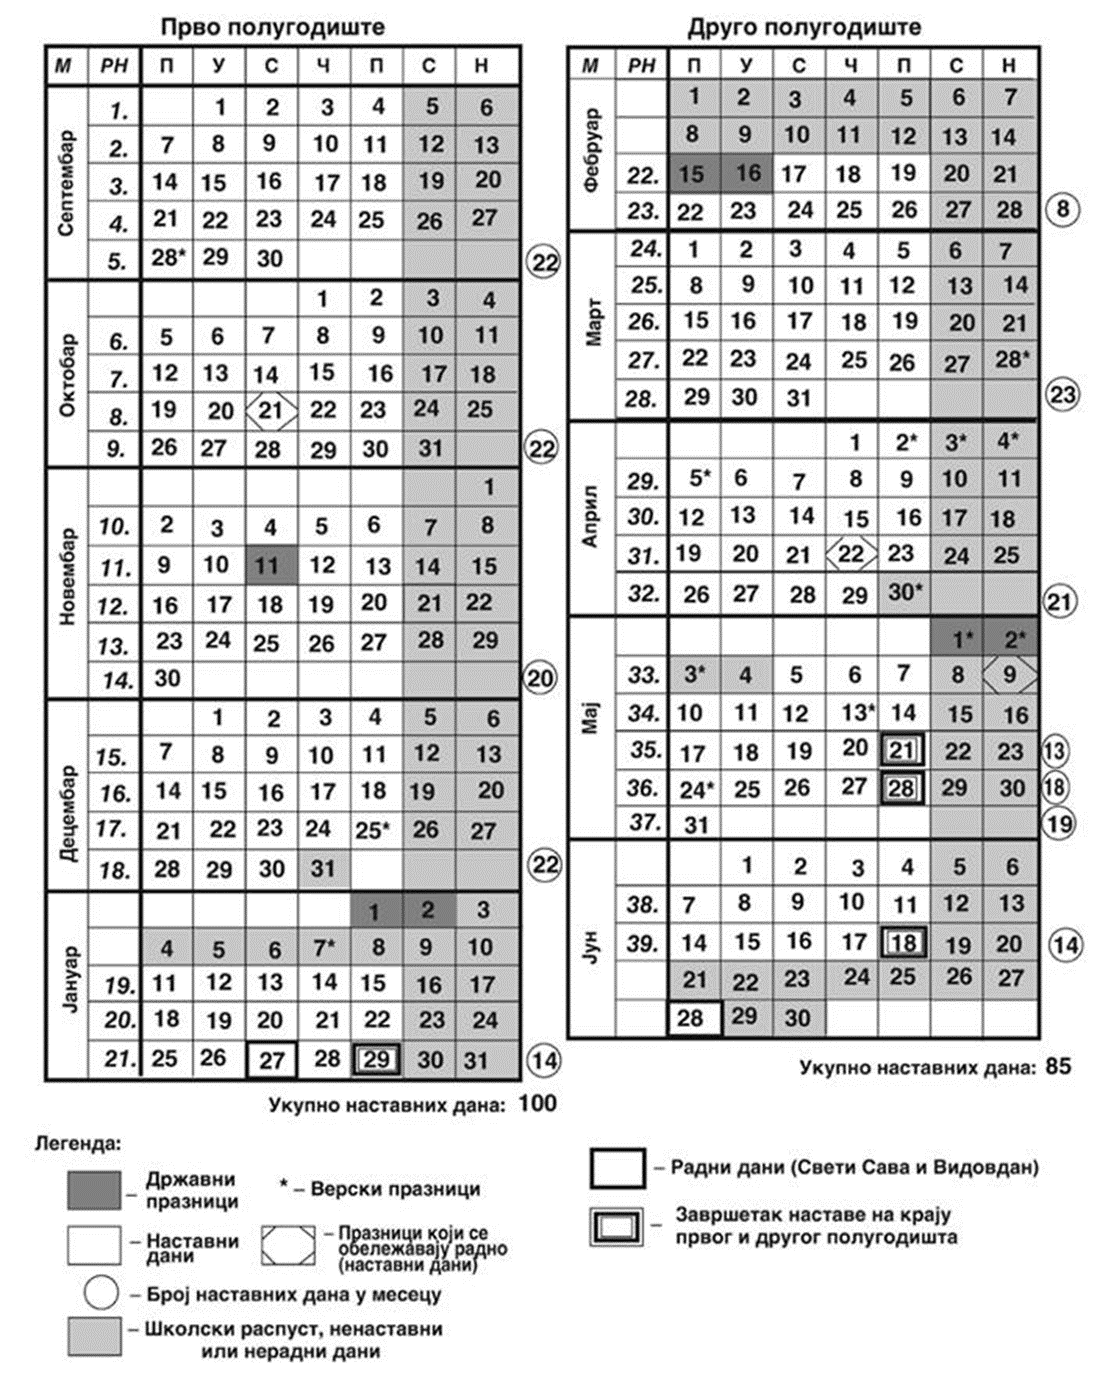 Прво полугодиште
М РН П У С Ч П С Н
Септембар
1. 1 2 3 4 5 6
2. 7 8 9 10 11 12 13
3. 14 15 16 17 18 19 20
4. 21 22 23 24 25 26 27
5. 28* 29 30 22
Октобар
1 2 3 4
6. 5 6 7 8 9 10 11
7. 12 13 14 15 16 17 18
8. 19 20 21 22 23 24 25
9. 26 27 28 29 30 31 22
Новембар
1
10. 2 3 4 5 6 7 8
11. 9 10 11 12 13 14 15
12. 16 17 18 19 20 21 22
13. 23 24 25 26 27 28 29
14. 30 20
Децембар
1 2 3 4 5 6
15. 7 8 9 10 11 12 13
16. 14 15 16 17 18 19 20
17. 21 22 23 24 25* 26 27
18. 28 29 30 31 22
Јануар
1 2 3
4 5 6 7* 8 9 10
19. 11 12 13 14 15 16 17
20. 18 19 20 21 22 23 24
21. 25 26 27 28 29 30 31 14
Укупно наставних дана: 100
Друго полугодиште
М РН П У С Ч П С Н
Фебруар
1 2 3 4 5 6 7
8 9 10 11 12 13 14
22. 15 16 17 18 19 20 21
23. 22 23 24 25 26 27 28 8
Март
24. 1 2 3 4 5 6 7
25. 8 9 10 11 12 13 14
26. 15 16 17 18 19 20 21
27. 22 23 24 25 26 27 28*
28. 29 30 31 23
Април
1 2* 3* 4*
29. 5* 6 7 8 9 10 11
30. 12 13 14 15 16 17 18
31. 19 20 21 22 23 24 25
32. 26 27 28 29 30* 21
Мај
1* 2*
33. 3* 4 5 6 7 8 9
34. 10 11 12 13* 14 15 16
35. 17 18 19 20 21 22 23 13
36. 24* 25 26 27 28 29 30 18
37. 31 19
Јун
1 2 3 4 5 6
38. 7 8 9 10 11 12 13
39. 14 15 16 17 18 19 20 14
21 22 23 24 25 26 27
28 29 30
Укупно наставних дана: 85
Легенда:
– Државни
празници
* – Верски празници
– Наставни
дани
– Празници који се
обележавају радно
(наставни дани)
– Број наставних дана у месецу
– Школски распуст, ненаставни
или нерадни дани
– Радни дани (Свети Сава и Видовдан)
– Завршетак наставе на крају
првог и другог полугодишта